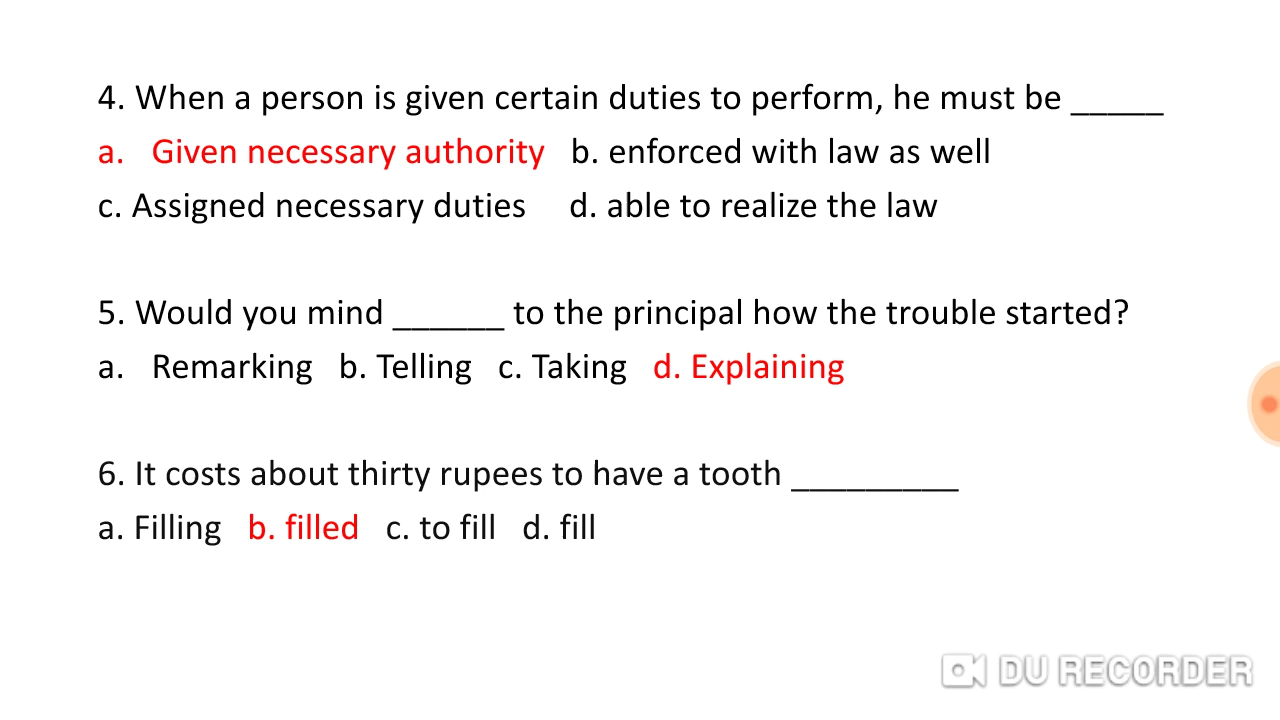 4. When a person is given certain duties to perform, he must be _____
a. Given necessary authority b. enforced with law as well
c. Assigned necessary duties d. able to realize the law
5. Would you mind ______ to the principal how the trouble started?
a. Remarking b. Telling c. Taking d. Explaining
6. It costs about thirty rupees to have a tooth _________
a. Filling b. filled c. to fill d. fill
DU RECORDER